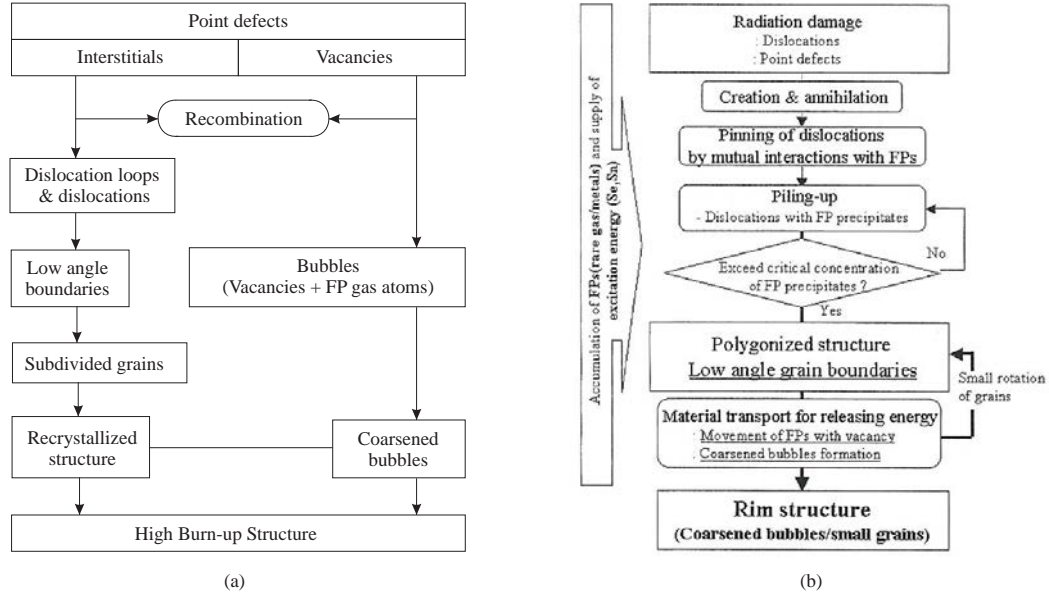 Point defects
Interstitials
Vacancies
Recombination
Dislocation loops
& dislocations
Low angle
boundaries
Bubbles
(Vacancies + FP gas atoms)
Subdivided grains
Recrystallized
structure
Coarsened
bubbles
High Burn-up Structure
(a)
Accumulation of FPs(rare gas/metals) and supply of
excitation energy (Se,Sn)
Radiation damage
: Dislocations
: Point defects
Creation & annihilation
Pinning of dislocations
by mutual interactions with FPs
Piling-up
- Dislocations with FP precipitates
No
Exceed critical concentration
of FP precipitates ?
Yes
Polygonized structure
Low angle grain boundaries
Small rotation
of grains
Material transport for releasing energy
: Movement of FPs with vacancy
: Coarsened bubbles formation
Rim structure
(Coarsened bubbles/small grains)
(b)